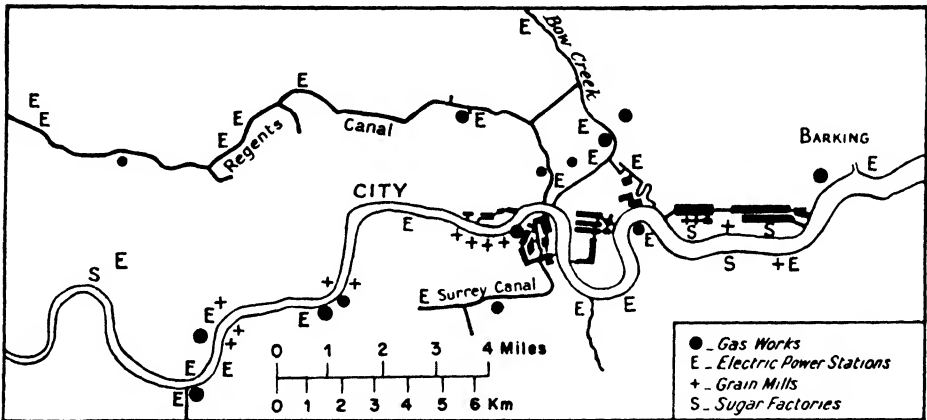 E
Bow Creek
E
E
E
E
Regents
Canal
E
E
E
E
E
E
E
BARKING
E
E
CITY
E
S
E
S
S
E
S
E
E
E
E
E
Surrey Canal
E
E
E
E
E
0 1 2 3 4 Miles
0 1 2 3 4 5 6 Km
Gas Works
E - Electric Power Stations
+ - Grain Mills
S - Sugar Factories